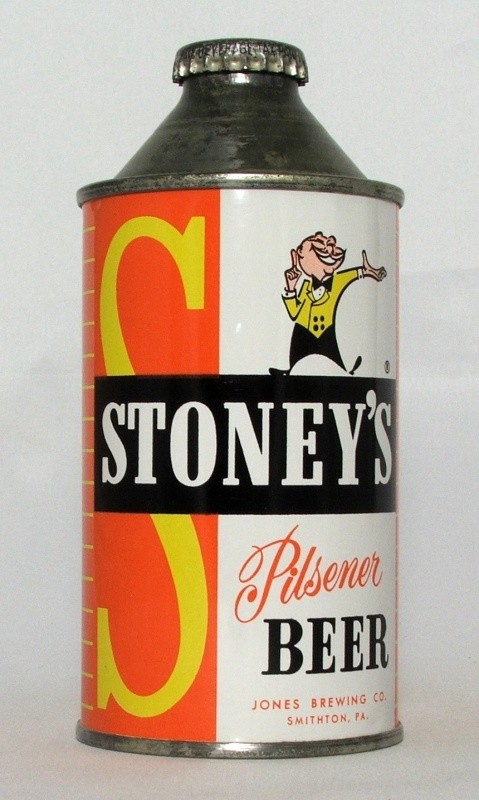 S
®
STONEY'S
Pilsener
BEER
JONES BREWING CO.
SMITHTON, PA.